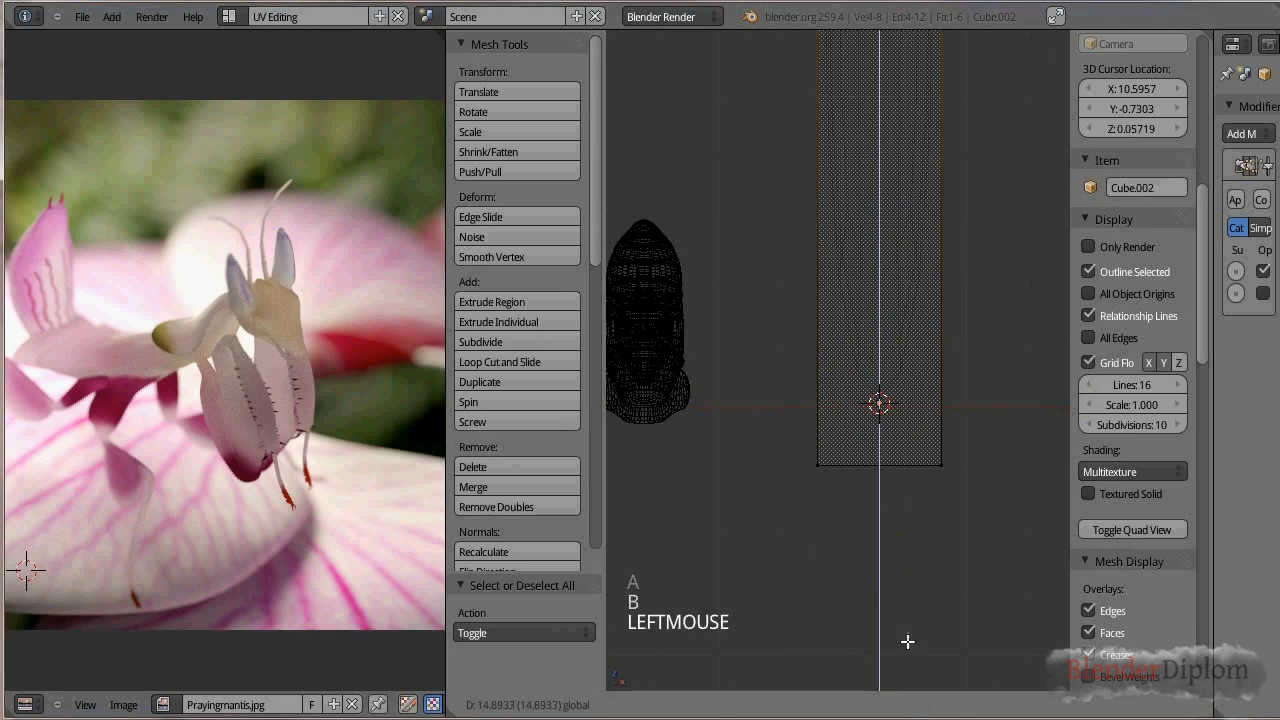 File Add Render Help UV Editing Scene Blender Render blender.org 259.4 | Ve:4-8 | Ed:4-12 | Fa:1-6 | Cube.002
Mesh Tools
Transform:
Translate
Rotate
Scale
Shrink/Fatten
Push/Pull
Deform:
Edge Slide
Noise
Smooth Vertex
Add:
Extrude Region
Extrude Individual
Subdivide
Loop Cut and Slide
Duplicate
Spin
Screw
Remove:
Delete
Merge
Remove Doubles
Normals:
Recalculate
Select or Deselect All
Action
Toggle
A
B
LEFTMOUSE
D: 14.8933 (14.8933) global
Camera
3D Cursor Location:
X: 10.5957
Y: -0.7303
Z: 0.05719
Item
Cube.002
Display
Only Render
Outline Selected
All Object Origins
Relationship Lines
All Edges
Grid Flo X Y Z
Lines: 16
Scale: 1.000
Subdivisions: 10
Shading:
Multitexture
Textured Solid
Toggle Quad View
Mesh Display
Overlays:
Edges
Faces
Creases
Bevel Weights
BlenderDiplom
Modifier
Add M
Ap Co
Cat Simp
Su Op
View Image Prayingmantis.jpg F